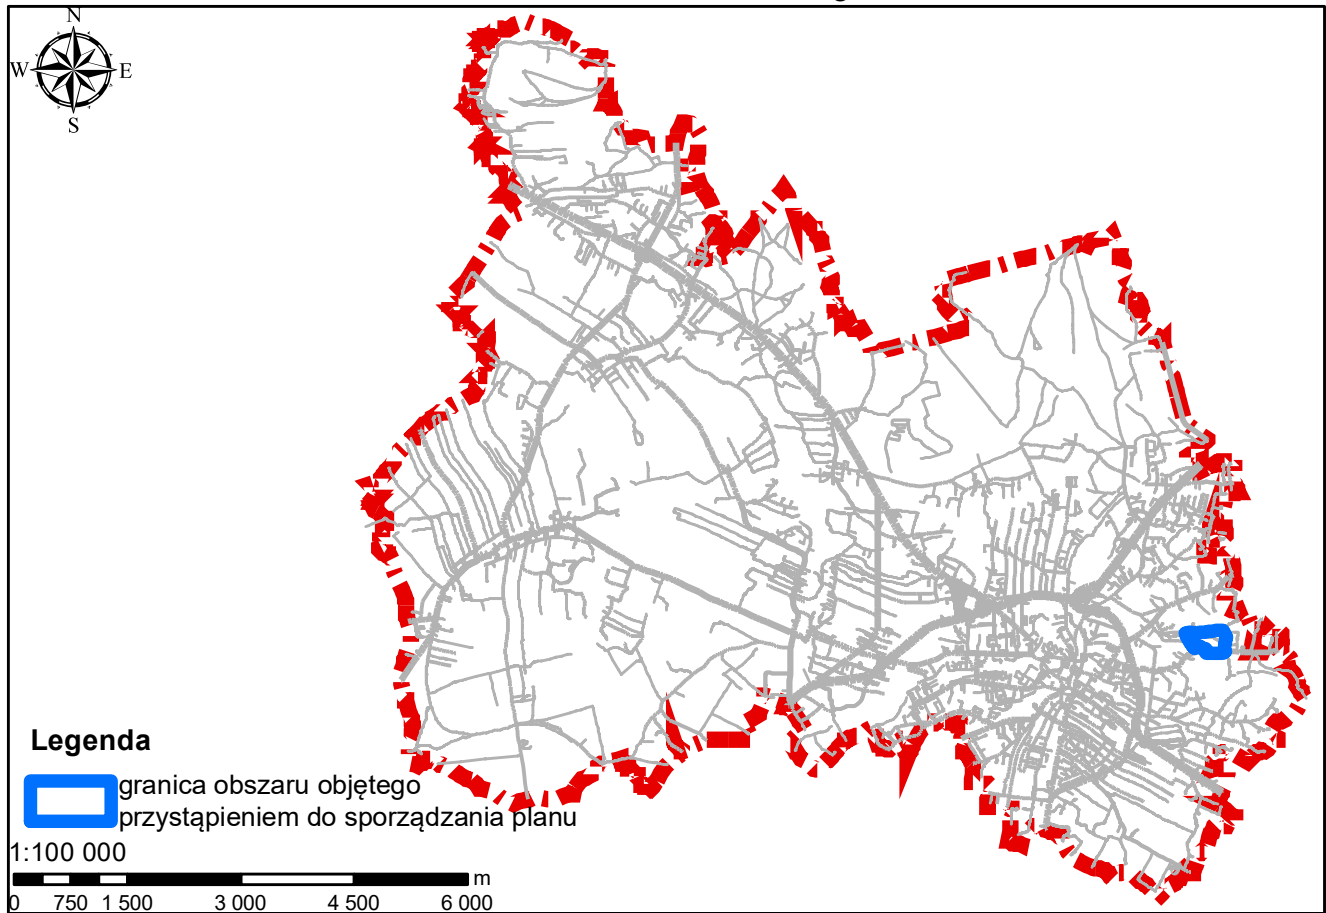 N
W E
S
Legenda
granica obszaru objętego
przystąpieniem do sporządzania planu
1:100 000
m
0 750 1 500 3 000 4 500 6 000